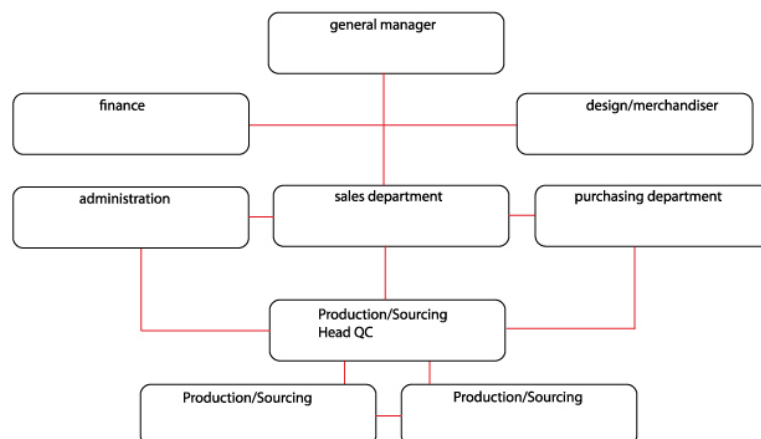 general manager
finance
design/merchandiser
administration
sales department
purchasing department
Production/Sourcing
Head QC
Production/Sourcing
Production/Sourcing